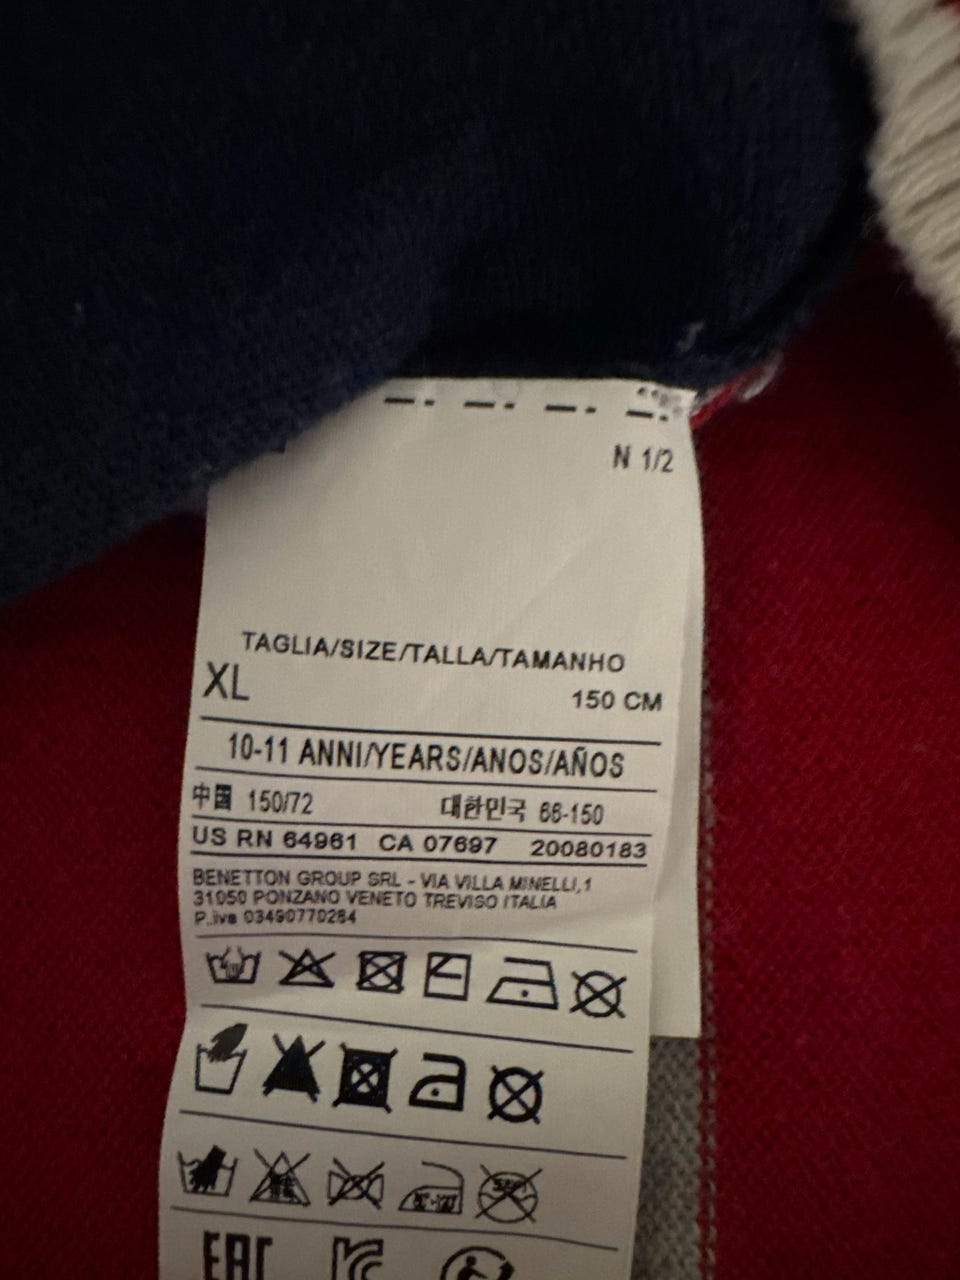 N 1/2
TAGLIA/SIZE/TALLA/TAMANHO
XL 150 CM
10-11 ANNI/YEARS/ANOS/AÑOS
中国 150/72 대한민국 66-150
US RN 64961 CA 07697 20080183
BENETTON GROUP SRL - VIA VILLA MINELLI,1
31050 PONZANO VENETO TREVISO ITALIA
P.iva 03490770264
EAC